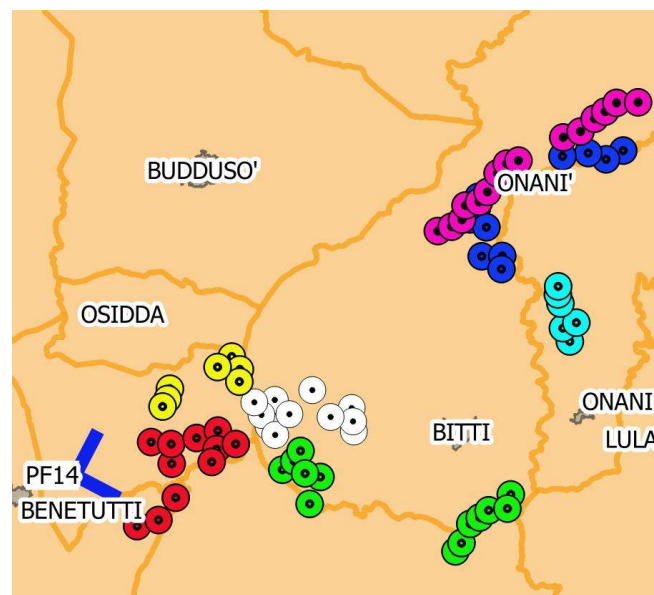 BUDDUSO'
ONANI'
OSIDDA
ONANI
BITTI
LULA
PF14
BENETUTTI